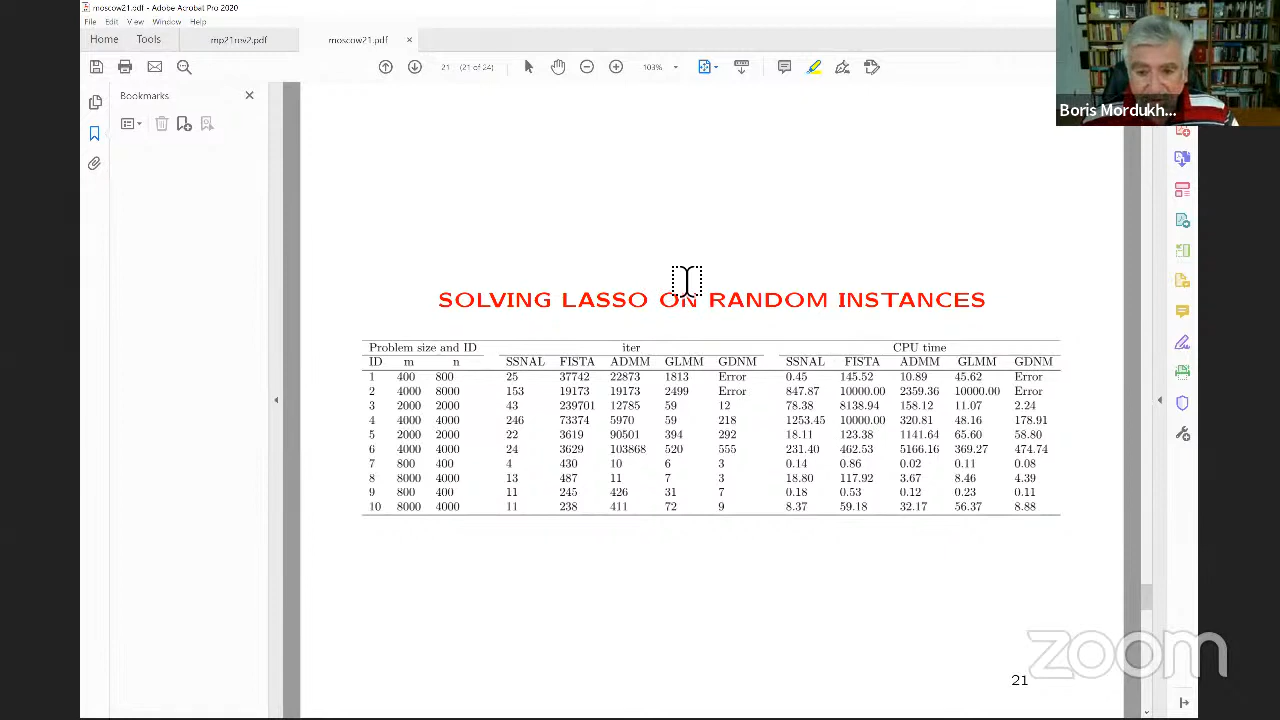 moscow21.pdf - Adobe Acrobat Pro 2020
File Edit View Window Help
Home Tools mp21rev2.pdf moscow21.pdf ×
21 (21 of 24) 103%
Bookmarks
Boris Mordukh...
SOLVING LASSO ON RANDOM INSTANCES
Problem size and ID iter CPU time
ID m n SSNAL FISTA ADMM GLMM GDNM SSNAL FISTA ADMM GLMM GDNM
1 400 800 25 37742 22873 1813 Error 0.45 145.52 10.89 45.62 Error
2 4000 8000 153 19173 19173 2499 Error 847.87 10000.00 2359.36 10000.00 Error
3 2000 2000 43 239701 12785 59 12 78.38 8138.94 158.12 11.07 2.24
4 4000 4000 246 73374 5970 59 218 1253.45 10000.00 320.81 48.16 178.91
5 2000 2000 22 3619 90501 394 292 18.11 123.38 1141.64 65.60 58.80
6 4000 4000 24 3629 103868 520 555 231.40 462.53 5166.16 369.27 474.74
7 800 400 4 430 10 6 3 0.14 0.86 0.02 0.11 0.08
8 8000 4000 13 487 11 7 3 18.80 117.92 3.67 8.46 4.39
9 800 400 11 245 426 31 7 0.18 0.53 0.12 0.23 0.11
10 8000 4000 11 238 411 72 9 8.37 59.18 32.17 56.37 8.88
zoom
21